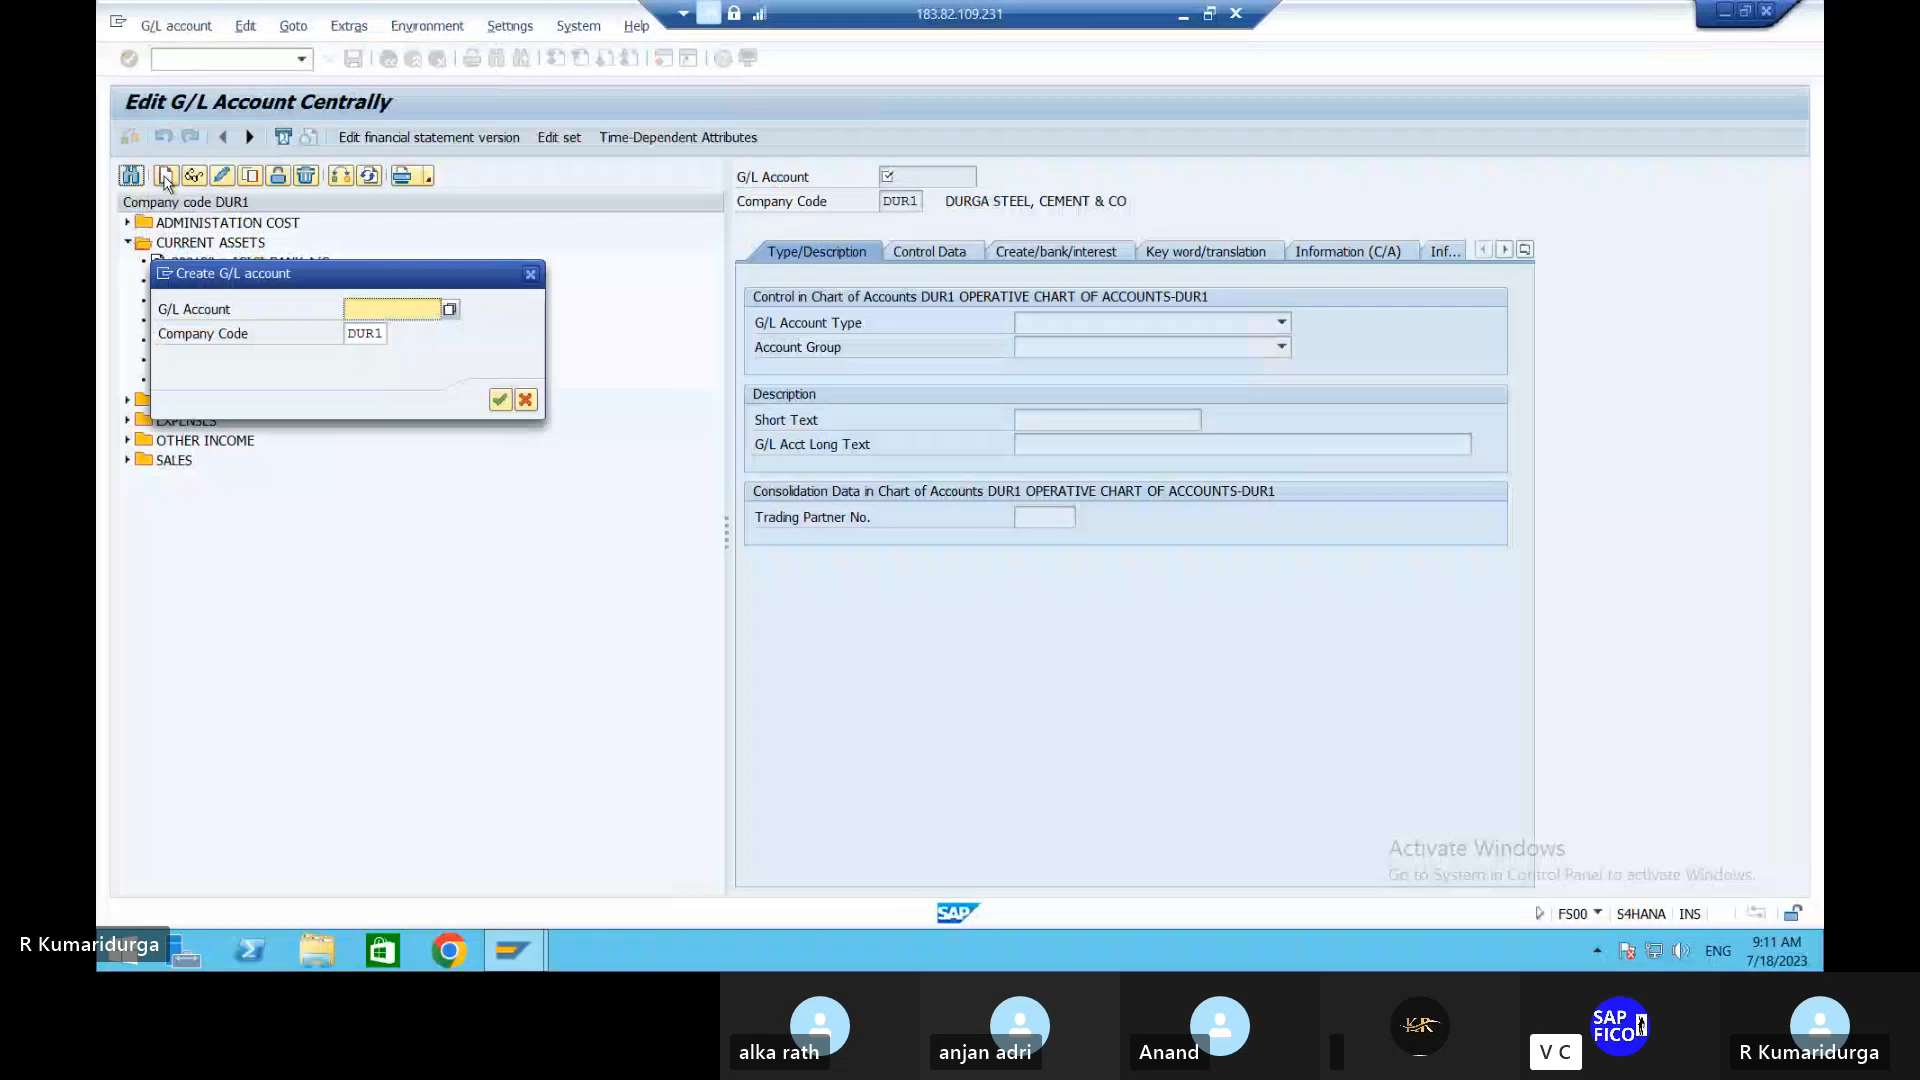 G/L account Edit Goto Extras Environment Settings System Help
183.82.109.231
Edit G/L Account Centrally
Edit financial statement version Edit set Time-Dependent Attributes
Company code DUR1
ADMINISTATION COST
CURRENT ASSETS
Create G/L account
G/L Account
Company Code DUR1
EXPENSES
OTHER INCOME
SALES
G/L Account
Company Code DUR1 DURGA STEEL, CEMENT & CO
Type/Description Control Data Create/bank/interest Key word/translation Information (C/A) Inf...
Control in Chart of Accounts DUR1 OPERATIVE CHART OF ACCOUNTS-DUR1
G/L Account Type
Account Group
Description
Short Text
G/L Acct Long Text
Consolidation Data in Chart of Accounts DUR1 OPERATIVE CHART OF ACCOUNTS-DUR1
Trading Partner No.
Activate Windows
Go to System in Control Panel to activate Windows.
SAP
FS00 S4HANA INS
R Kumaridurga
ENG
9:11 AM
7/18/2023
alka rath
anjan adri
Anand
KR
SAP
FICO
V C
R Kumaridurga